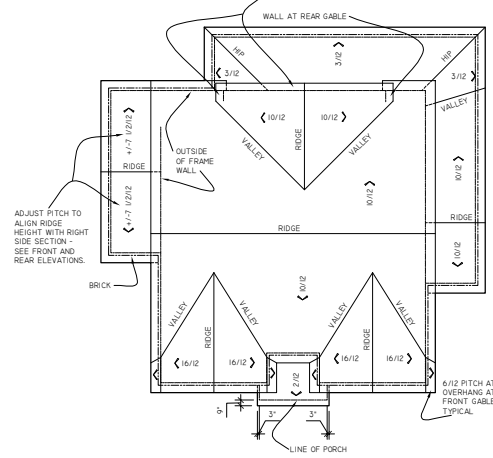 WALL AT REAR GABLE
HIP
3/12
3/12
HIP
3/12
VALLEY
10/12
10/12
RIDGE
VALLEY
VALLEY
+/-7 1/2/12
OUTSIDE
OF FRAME
WALL
RIDGE
+/-7 1/2/12
10/12
10/12
RIDGE
10/12
ADJUST PITCH TO
ALIGN RIDGE
HEIGHT WITH RIGHT
SIDE SECTION -
SEE FRONT AND
REAR ELEVATIONS.
RIDGE
BRICK
10/12
VALLEY
RIDGE
VALLEY
VALLEY
RIDGE
VALLEY
16/12
16/12
16/12
16/12
2/12
6/12 PITCH AT
OVERHANG AT
FRONT GABLE
TYPICAL
9"
3"
3"
LINE OF PORCH